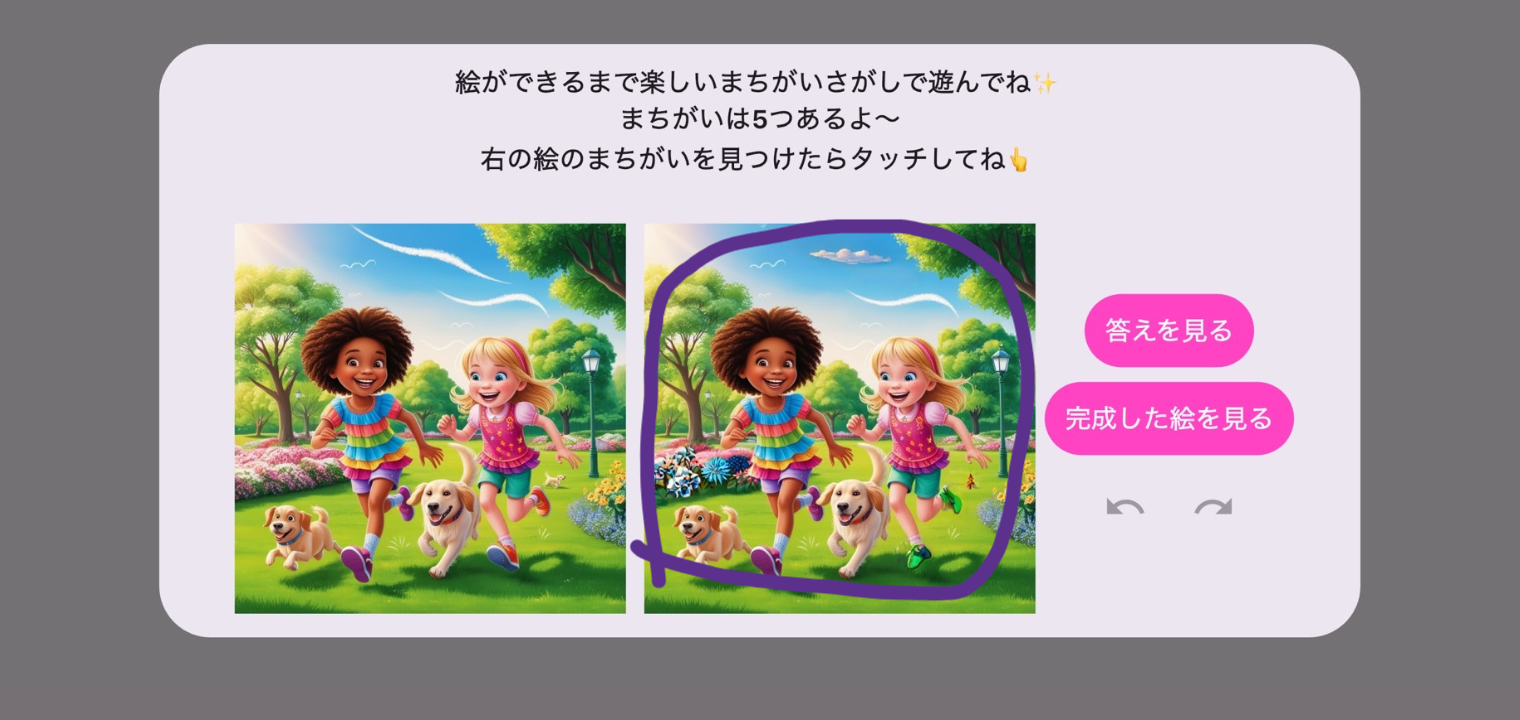 絵ができるまで楽しいまちがいさがしで遊んでね✨
まちがいは5つあるよ〜
右の絵のまちがいを見つけたらタッチしてね👆
答えを見る
完成した絵を見る